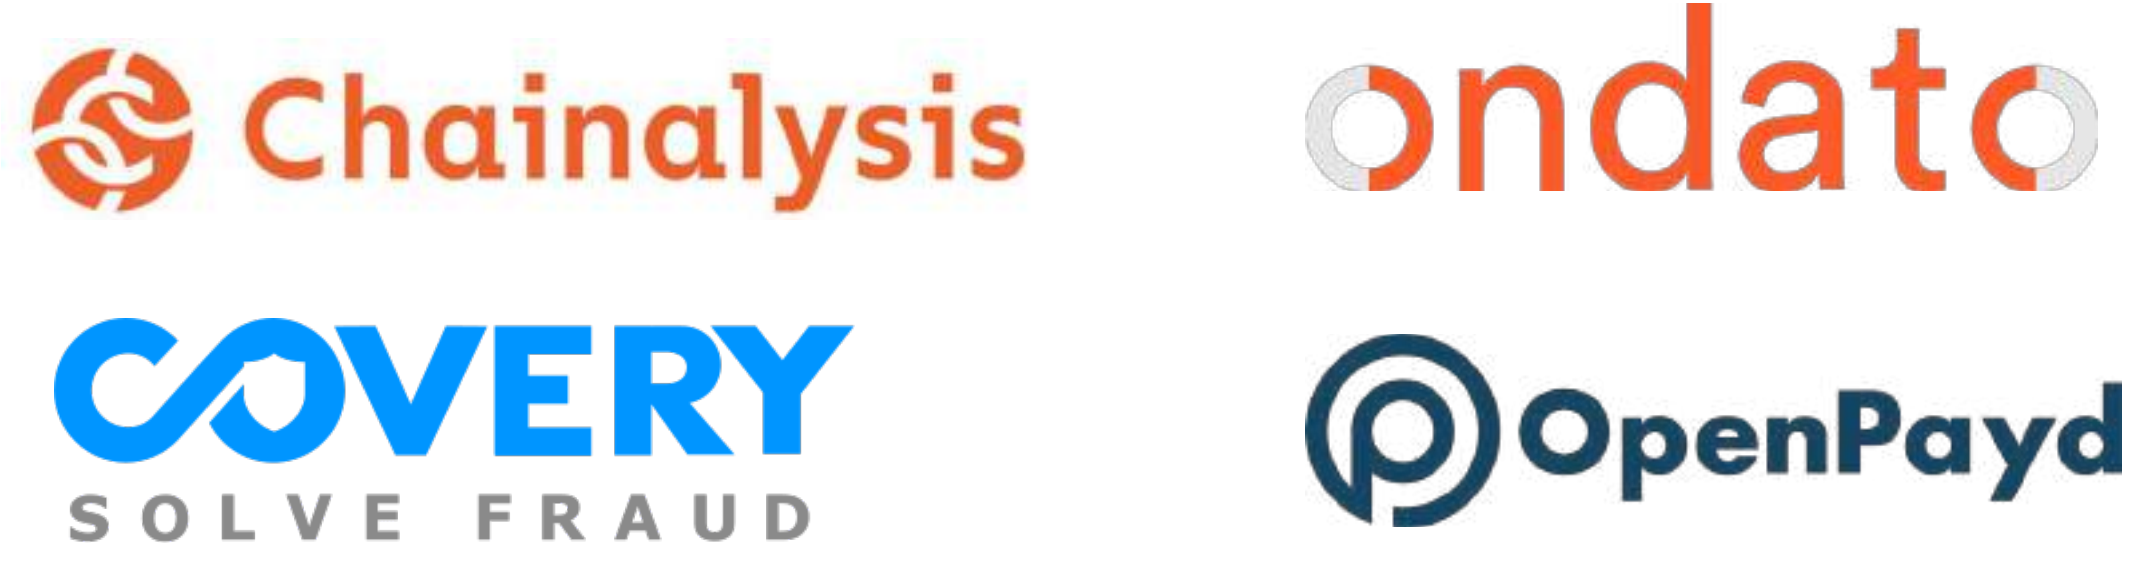 Chainalysis
ondato
COVERY
SOLVE FRAUD
OpenPayd